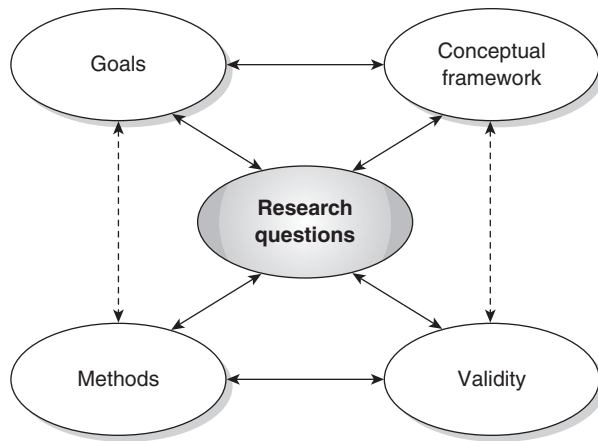 Goals
Conceptual
framework
Research
questions
Methods
Validity